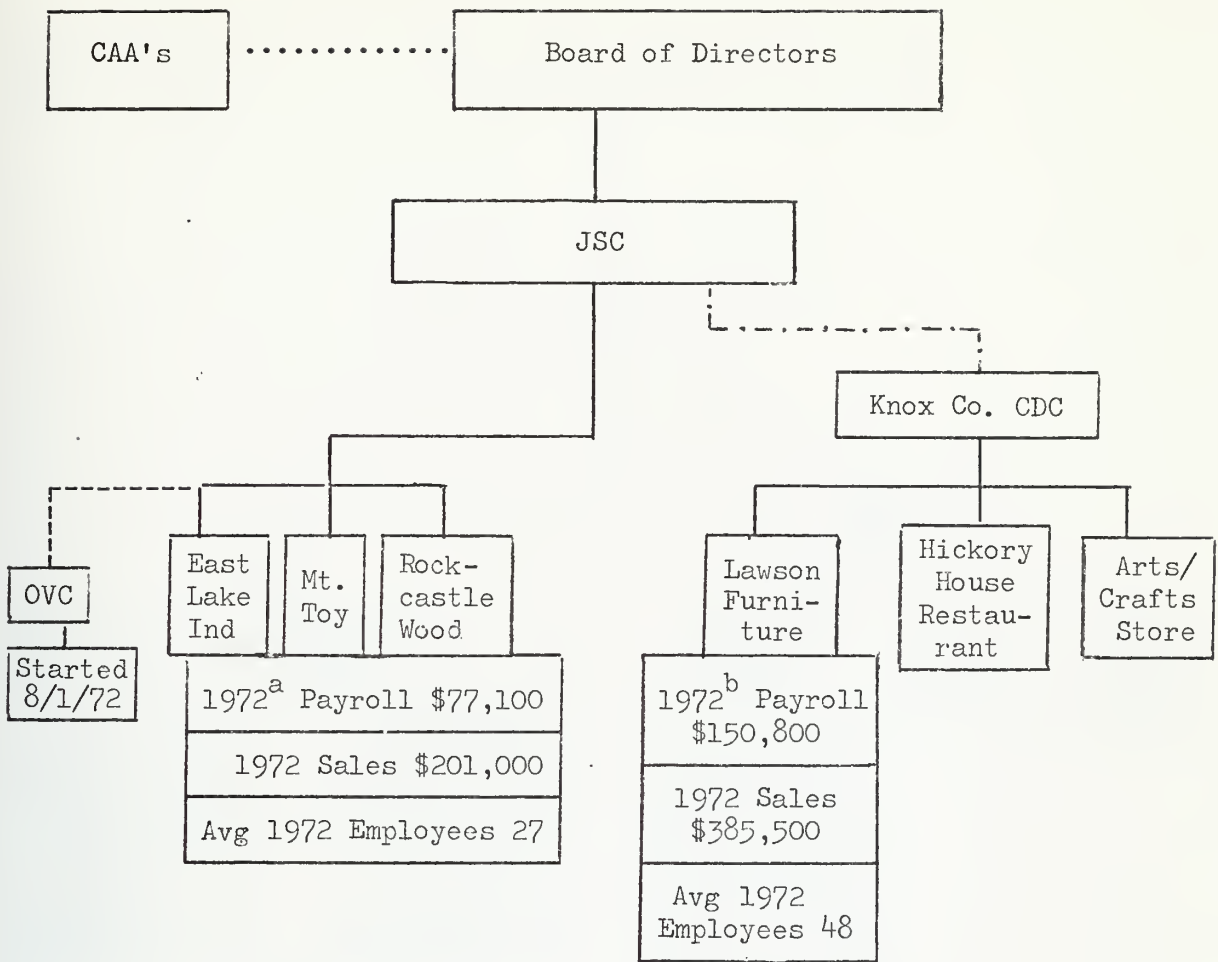 CAA's
Board of Directors
JSC
Knox Co. CDC
OVC
Started
8/1/72
East
Lake
Ind
Mt.
Toy
Rock-
castle
Wood
1972a Payroll $77,100
1972 Sales $201,000
Avg 1972 Employees 27
Lawson
Furni-
ture
1972b Payroll
$150,800
1972 Sales
$385,500
Avg 1972
Employees 48
Hickory
House
Restau-
rant
Arts/
Crafts
Store